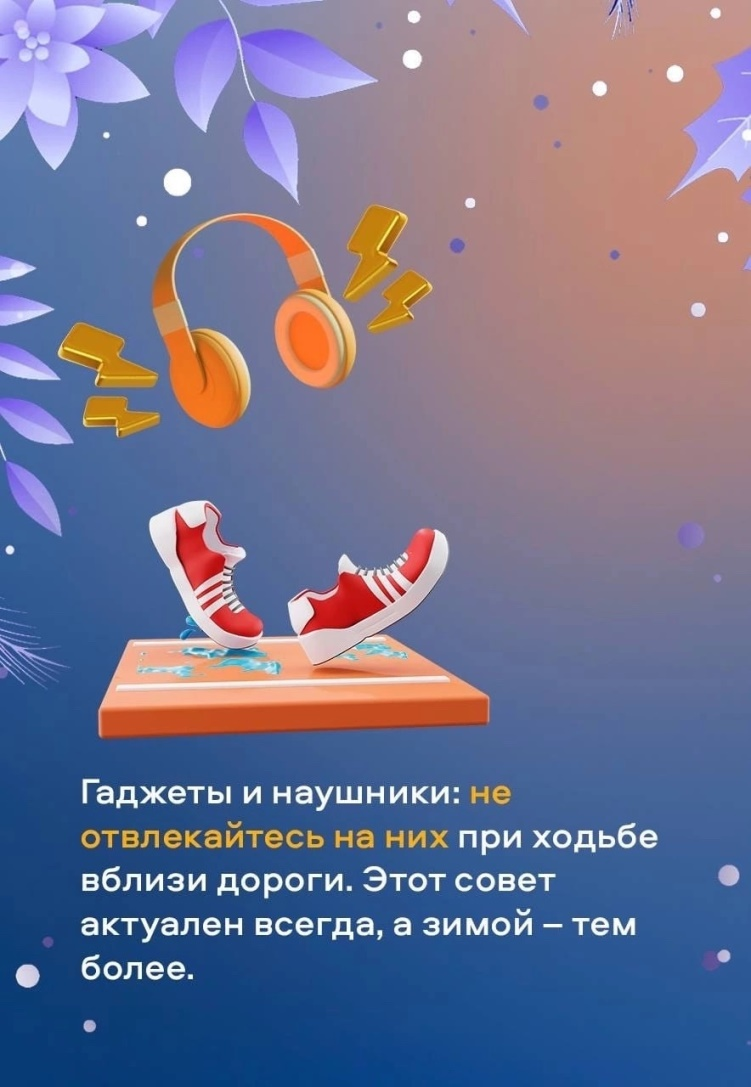 Гаджеты и наушники: не
отвлекайтесь на них при ходьбе
вблизи дороги. Этот совет
актуален всегда, а зимой – тем
более.